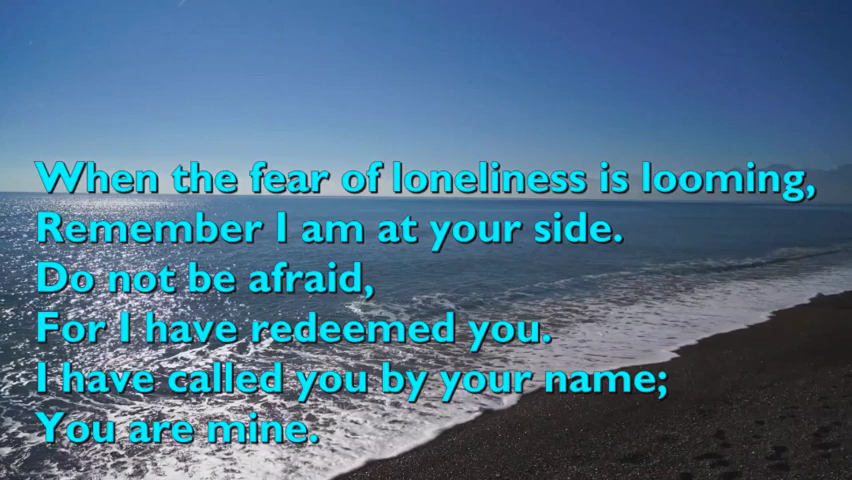 When the fear of loneliness is looming,
Remember I am at your side.
Do not be afraid,
For I have redeemed you.
I have called you by your name;
You are mine.